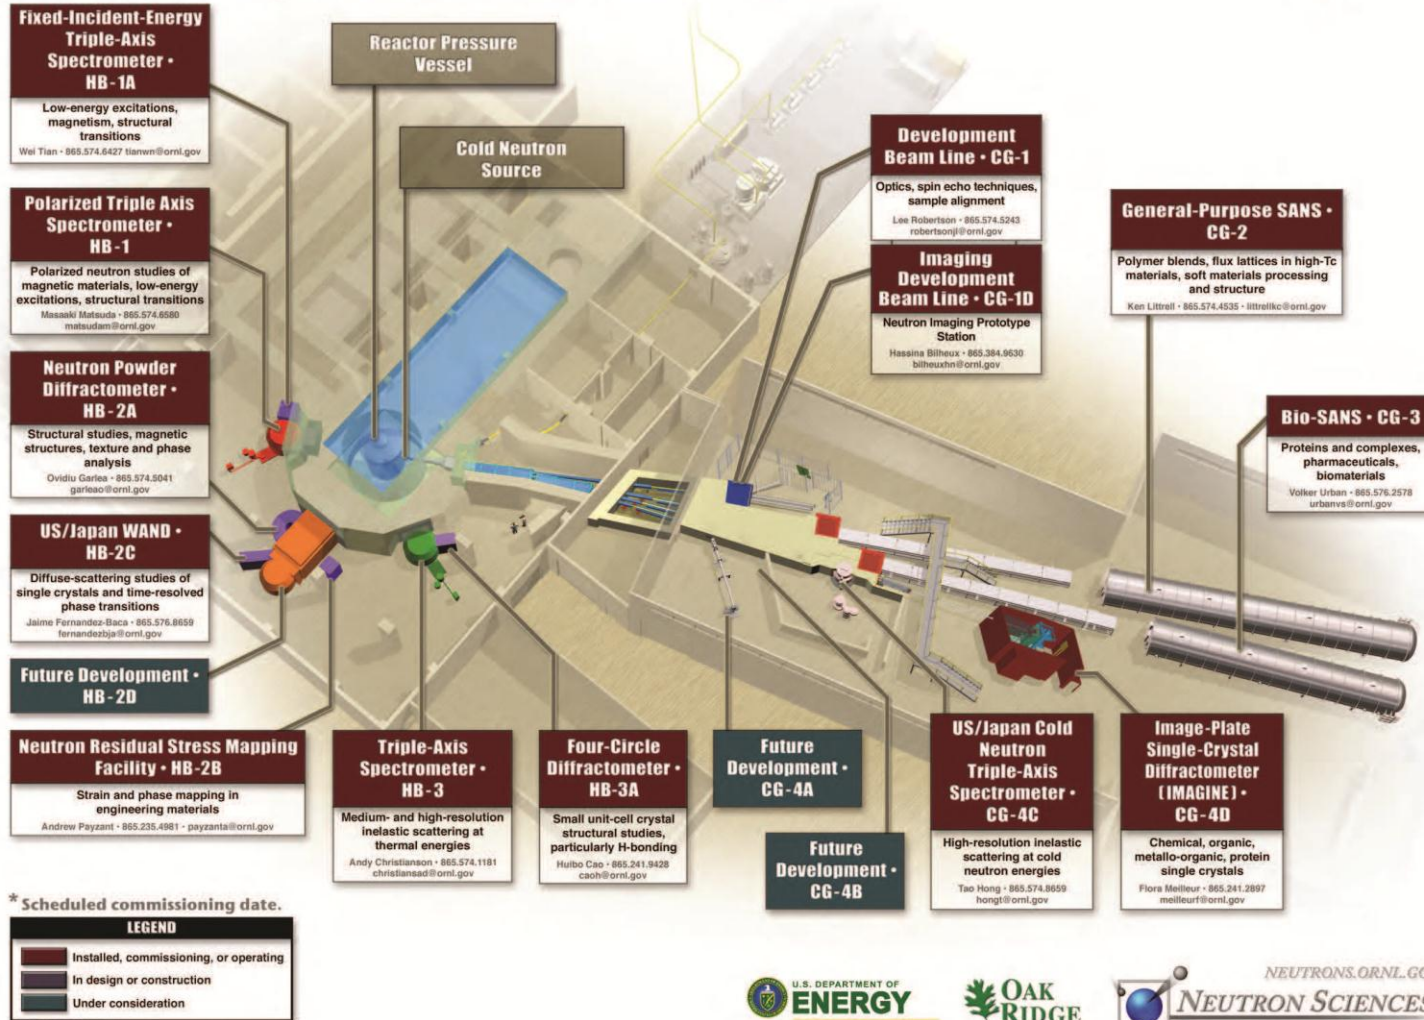 Fixed-Incident-Energy
Triple-Axis
Spectrometer •
HB-1A
Low-energy excitations,
magnetism, structural
transitions
Wei Tian • 865.574.6427 tianwn@ornl.gov
Reactor Pressure
Vessel
Cold Neutron
Source
Polarized Triple Axis
Spectrometer •
HB-1
Polarized neutron studies of
magnetic materials, low-energy
excitations, structural transitions
Masaaki Matsuda • 865.574.6580
matsudam@ornl.gov
Neutron Powder
Diffractometer •
HB-2A
Structural studies, magnetic
structures, texture and phase
analysis
Ovidiu Garlea • 865.574.5041
garleao@ornl.gov
US/Japan WAND •
HB-2C
Diffuse-scattering studies of
single crystals and time-resolved
phase transitions
Jaime Fernandez-Baca • 865.576.8659
fernandezbja@ornl.gov
Future Development •
HB-2D
Neutron Residual Stress Mapping
Facility • HB-2B
Strain and phase mapping in
engineering materials
Andrew Payzant • 865.235.4981 - payzanta@ornl.gov
Triple-Axis
Spectrometer •
HB-3
Medium- and high-resolution
inelastic scattering at
thermal energies
Andy Christianson • 865.574.1181
christiansad@ornl.gov
Four-Circle
Diffractometer •
HB-3A
Small unit-cell crystal
structural studies,
particularly H-bonding
Huibo Cao • 865.241.9428
caoh@ornl.gov
Development
Beam Line • CG-1
Optics, spin echo techniques,
sample alignment
Lee Robertson • 865.574.5243
robertsonjl@ornl.gov
Imaging
Development
Beam Line • CG-1D
Neutron Imaging Prototype
Station
Hassina Bilheux • 865.384.9630
bilheuxhn@ornl.gov
General-Purpose SANS •
CG-2
Polymer blends, flux lattices in high-Tc
materials, soft materials processing
and structure
Ken Littrell • 865.574.4535 • littrellkc@ornl.gov
Bio-SANS • CG-3
Proteins and complexes,
pharmaceuticals,
biomaterials
Volker Urban • 865.576.2578
urbanvs@ornl.gov
Future
Development •
CG-4A
Future
Development •
CG-4B
US/Japan Cold
Neutron
Triple-Axis
Spectrometer •
CG-4C
High-resolution inelastic
scattering at cold
neutron energies
Tao Hong • 865.574.8659
hongt@ornl.gov
Image-Plate
Single-Crystal
Diffractometer
(IMAGINE) •
CG-4D
Chemical, organic,
metallo-organic, protein
single crystals
Flora Meilleur • 865.241.2897
meilleurf@ornl.gov
* Scheduled commissioning date.
LEGEND
Installed, commissioning, or operating
In design or construction
Under consideration
U.S. DEPARTMENT OF
ENERGY
OAK
RIDGE
NEUTRONS.ORNL.GO
NEUTRON SCIENCES